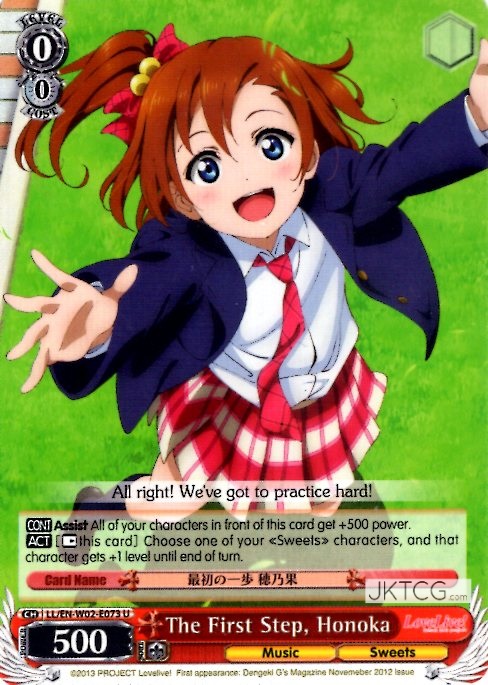 LEVEL
0
0
COST
All right! We've got to practice hard!
CONT Assist All of your characters in front of this card get +500 power.
ACT [this card] Choose one of your «Sweets» characters, and that
character gets +1 level until end of turn.
Card Name 最初の一歩 穂乃果
JKTCG.com
CH LL/EN-W02-E073 U
POWER 500 SOUL The First Step, Honoka LoveLive!
Music Sweets
©2013 PROJECT Lovelive! First appearance: Dengeki G's Magazine Novemeber 2012 Issue